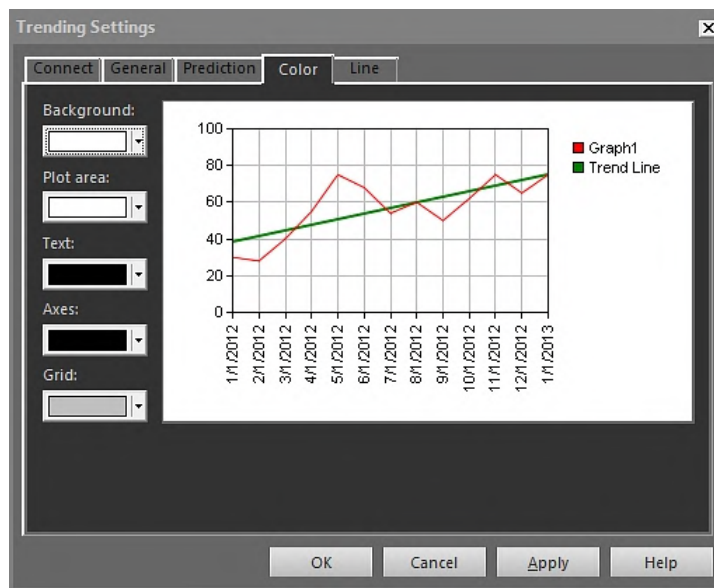 Trending Settings
Connect General Prediction Color Line
Background:
Plot area:
Text:
Axes:
Grid:
100
80
60
40
20
0
1/1/2012
2/1/2012
3/1/2012
4/1/2012
5/1/2012
6/1/2012
7/1/2012
8/1/2012
9/1/2012
10/1/2012
11/1/2012
12/1/2012
1/1/2013
Graph1
Trend Line
OK Cancel Apply Help